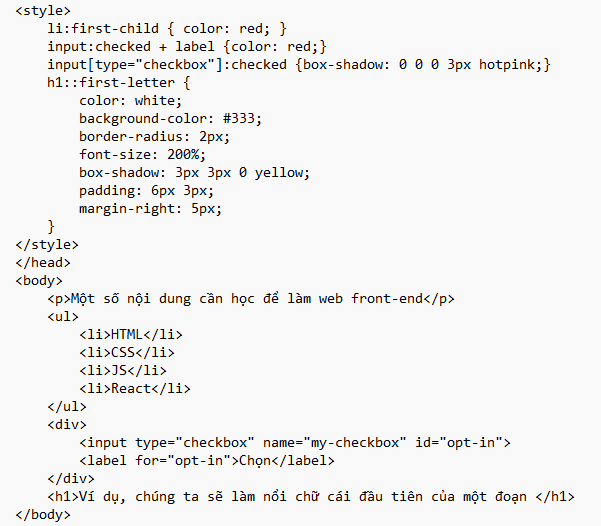 <style>
    li:first-child { color: red; }
    input:checked + label {color: red;}
    input[type="checkbox"]:checked {box-shadow: 0 0 0 3px hotpink;}
    h1::first-letter {
        color: white;
        background-color: #333;
        border-radius: 2px;
        font-size: 200%;
        box-shadow: 3px 3px 0 yellow;
        padding: 6px 3px;
        margin-right: 5px;
    }
</style>
</head>
<body>
    <p>Một số nội dung cần học để làm web front-end</p>
    <ul>
        <li>HTML</li>
        <li>CSS</li>
        <li>JS</li>
        <li>React</li>
    </ul>
    <div>
        <input type="checkbox" name="my-checkbox" id="opt-in">
        <label for="opt-in">Chọn</label>
    </div>
    <h1>Ví dụ, chúng ta sẽ làm nổi chữ cái đầu tiên của một đoạn </h1>
</body>